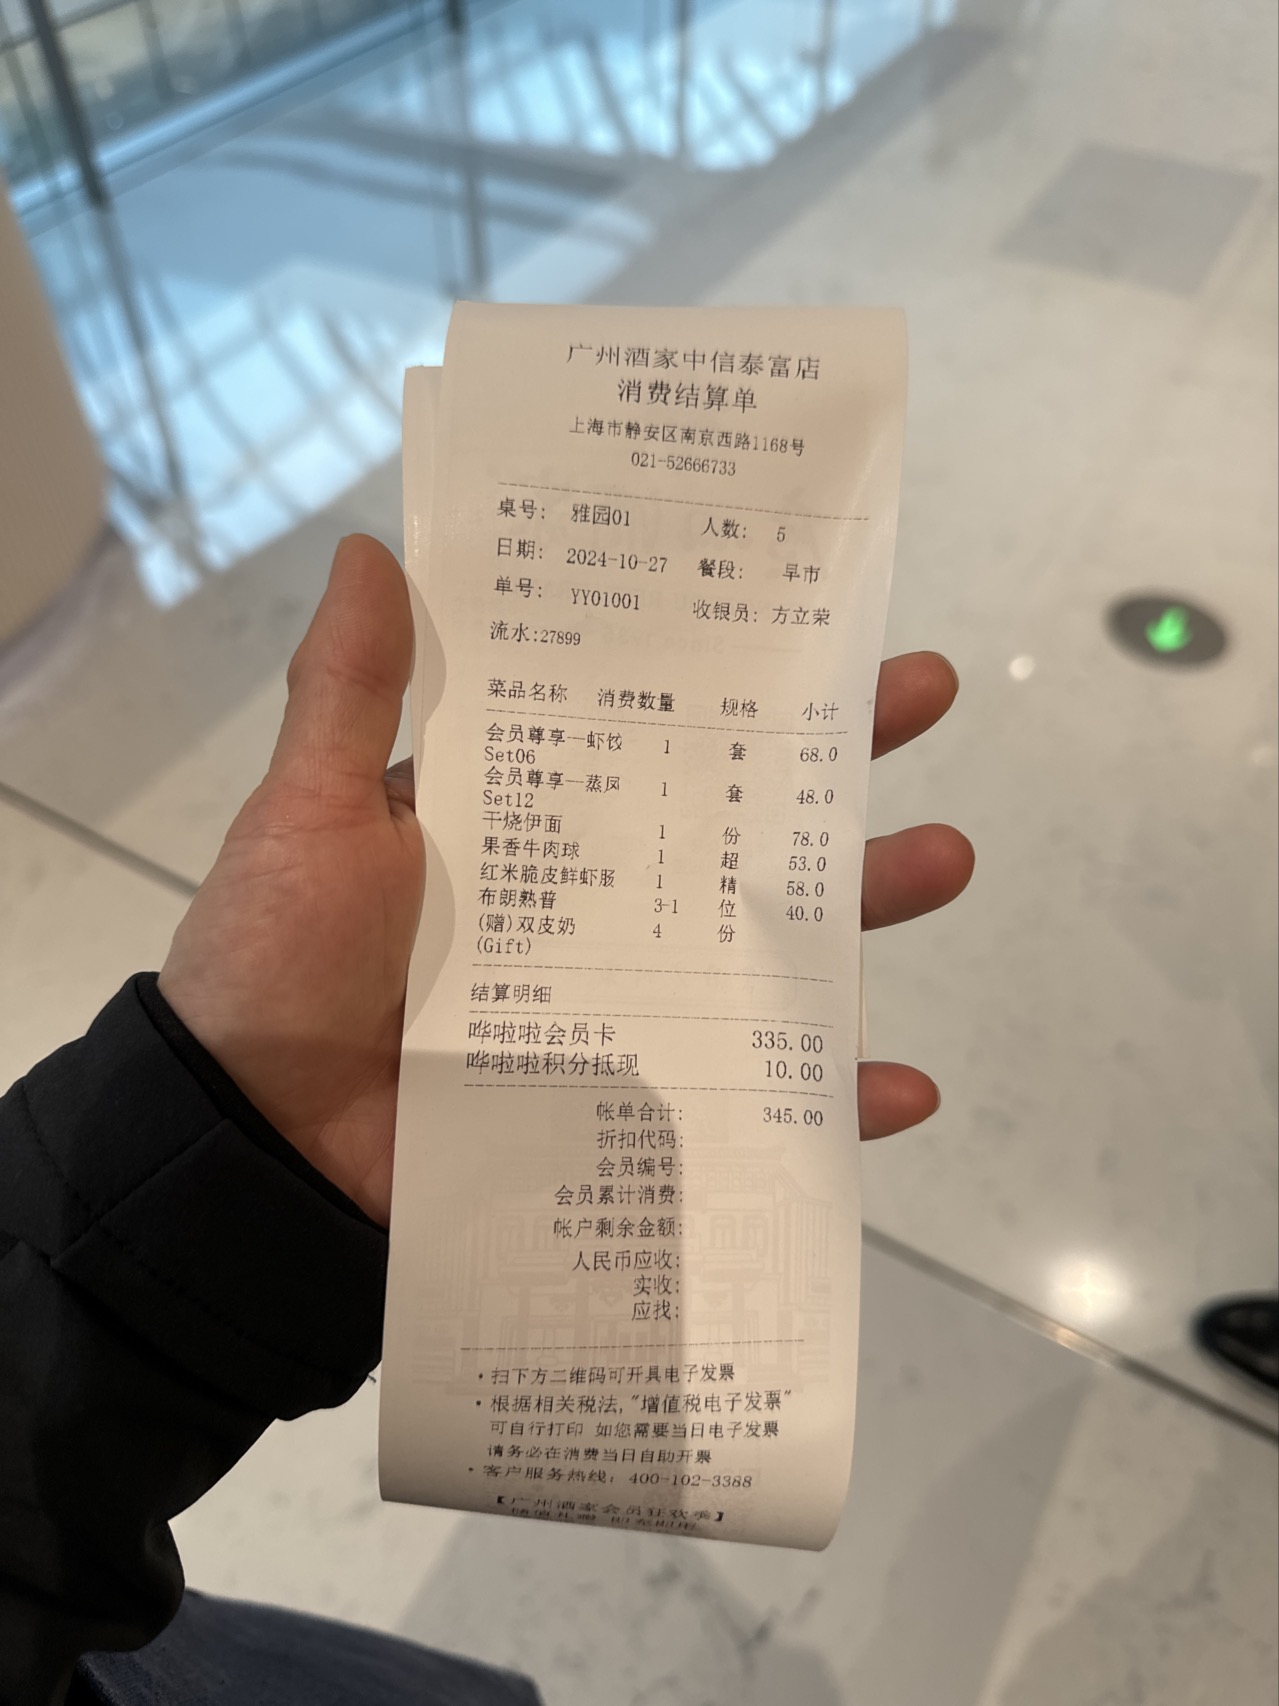 广州酒家中信泰富店
消费结算单
上海市静安区南京西路1168号
021-52666733
桌号: 雅园01 人数: 5
日期: 2024-10-27 餐段: 早市
单号: YY01001 收银员: 方立荣
流水:27899
菜品名称 消费数量 规格 小计
会员尊享一虾饺 1 套 68.0
Set06
会员尊享一蒸凤 1 套 48.0
Set12
干烧伊面 1 份 78.0
果香牛肉球 1 超 53.0
红米脆皮鲜虾肠 1 精 58.0
布朗熟普 3-1 位 40.0
(赠)双皮奶 4 份
(Gift)
结算明细
哗啦啦会员卡 335.00
哗啦啦积分抵现 10.00
帐单合计: 345.00
折扣代码:
会员编号:
会员累计消费:
帐户剩余金额:
人民币应收:
实收:
应找:
·扫下方二维码可开具电子发票
·根据相关税法,"增值税电子发票"
可自行打印 如您需要当日电子发票
请务必在消费当日自助开票
·客户服务热线: 400-102-3388
【广州酒家会员狂欢季】